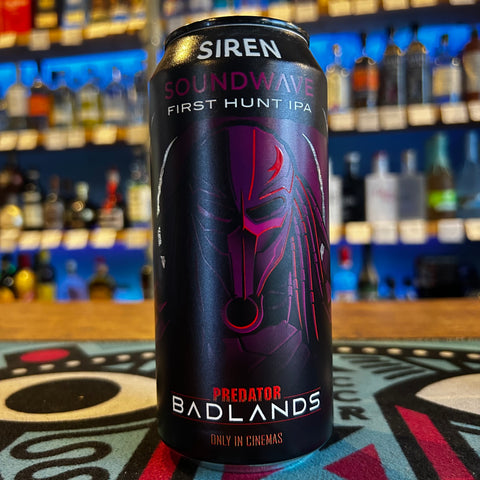 SIREN
SOUNDWAVE
FIRST HUNT IPA
PREDATOR
BADLANDS
ONLY IN CINEMAS